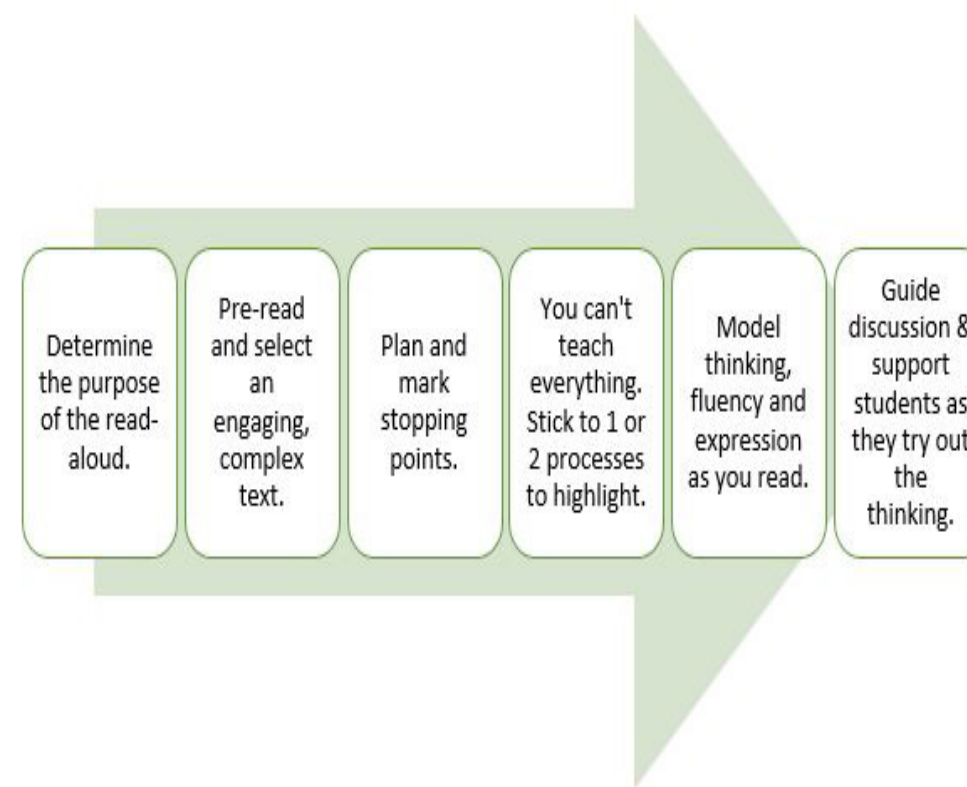 Determine
the purpose
of the read-
aloud.
Pre-read
and select
an
engaging,
complex
text.
Plan and
mark
stopping
points.
You can't
teach
everything.
Stick to 1 or
2 processes
to highlight.
Model
thinking,
fluency and
expression
as you read.
Guide
discussion &
support
students as
they try out
the
thinking.